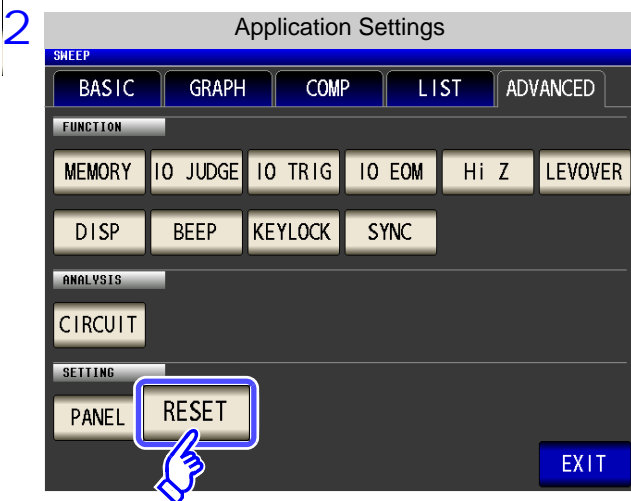 2
Application Settings
SWEEP
BASIC GRAPH COMP LIST ADVANCED
FUNCTION
MEMORY IO JUDGE IO TRIG IO EOM Hi Z LEVOVER
DISP BEEP KEYLOCK SYNC
ANALYSIS
CIRCUIT
SETTING
PANEL RESET
EXIT